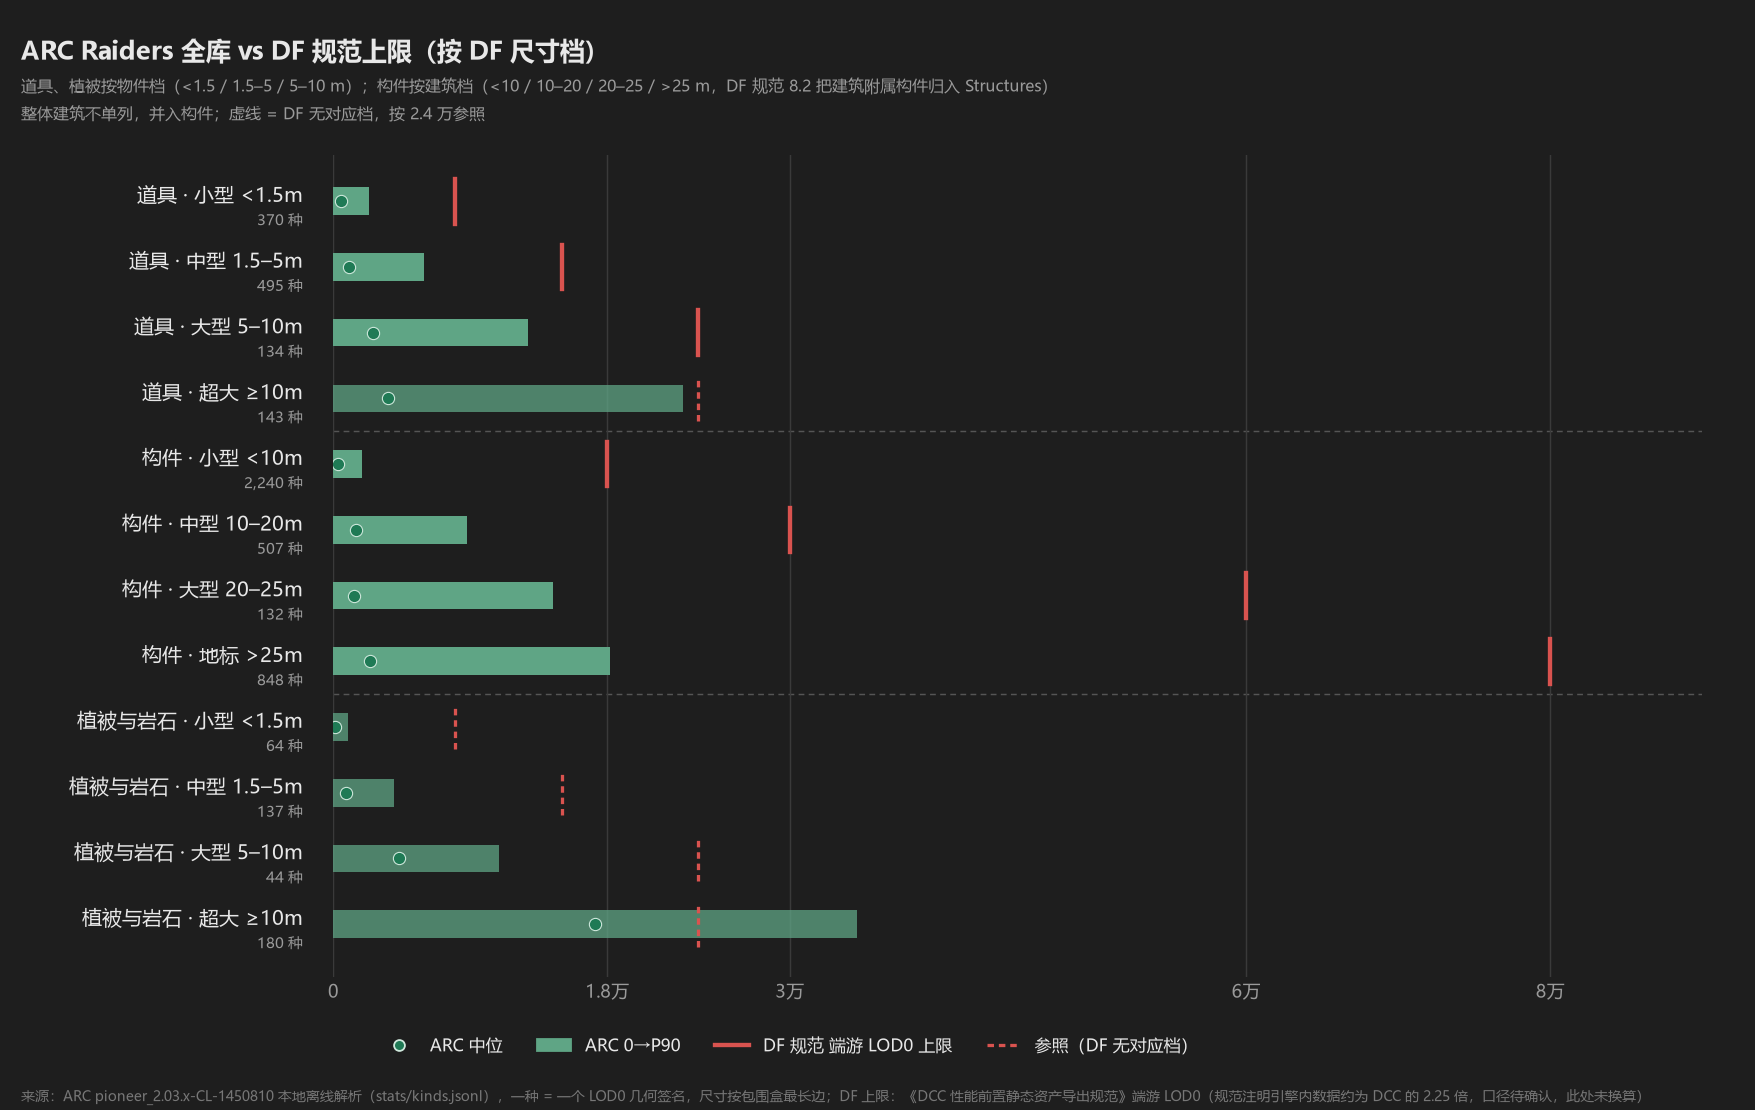 ARC Raiders 全库 vs DF 规范上限（按 DF 尺寸档）
道具、植被按物件档（<1.5 / 1.5–5 / 5–10 m）；构件按建筑档（<10 / 10–20 / 20–25 / >25 m，DF 规范 8.2 把建筑附属构件归入 Structures）
整体建筑不单列，并入构件；虚线 = DF 无对应档，按 2.4 万参照
道具 · 小型 <1.5m
370 种
道具 · 中型 1.5–5m
495 种
道具 · 大型 5–10m
134 种
道具 · 超大 ≥10m
143 种
构件 · 小型 <10m
2,240 种
构件 · 中型 10–20m
507 种
构件 · 大型 20–25m
132 种
构件 · 地标 >25m
848 种
植被与岩石 · 小型 <1.5m
64 种
植被与岩石 · 中型 1.5–5m
137 种
植被与岩石 · 大型 5–10m
44 种
植被与岩石 · 超大 ≥10m
180 种
0 1.8万 3万 6万 8万
ARC 中位 ARC 0→P90 DF 规范 端游 LOD0 上限 参照（DF 无对应档）
来源：ARC pioneer_2.03.x-CL-1450810 本地离线解析（stats/kinds.jsonl），一种 = 一个 LOD0 几何签名，尺寸按包围盒最长边；DF 上限：《DCC 性能前置静态资产导出规范》端游 LOD0（规范注明引擎内数据约为 DCC 的 2.25 倍，口径待确认，此处未换算）